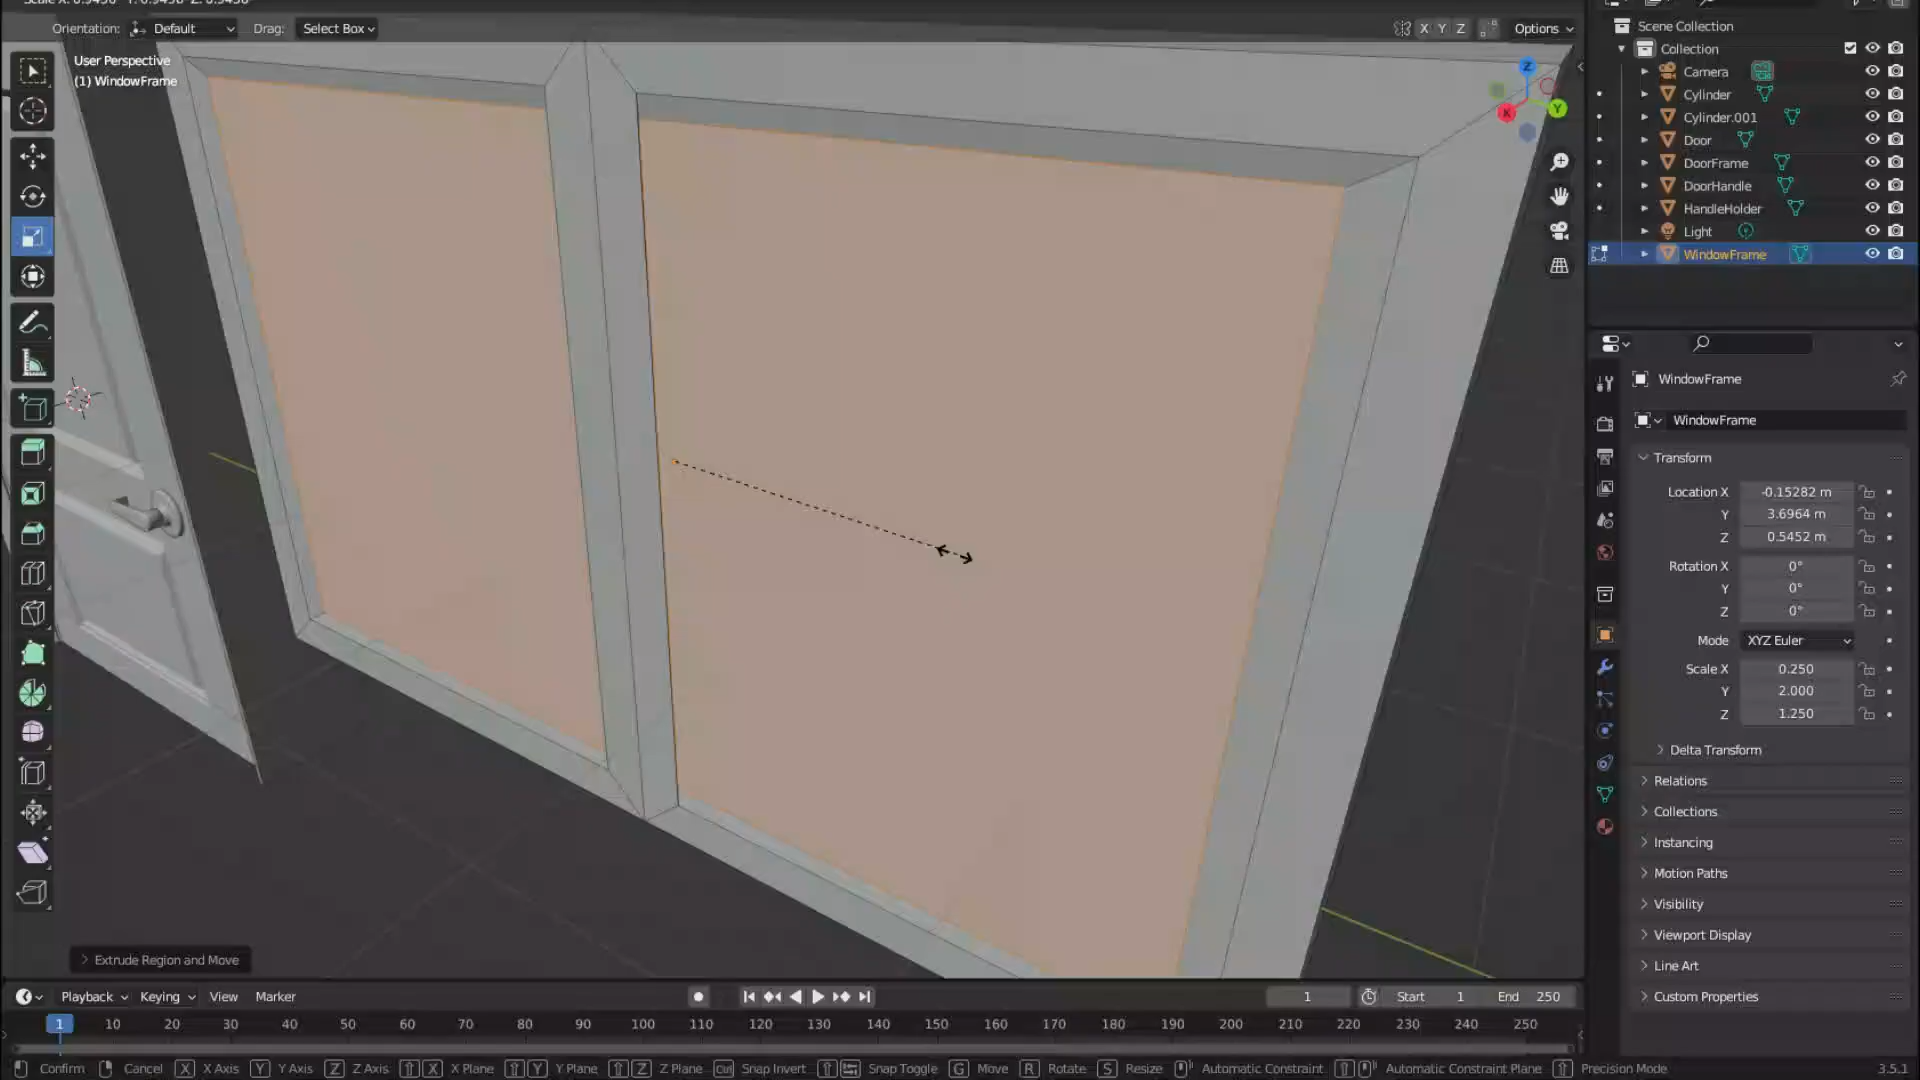 Orientation: Default Drag: Select Box X Y Z Options
User Perspective
(1) WindowFrame
Z
Y
X
Extrude Region and Move
Scene Collection
Collection
Camera
Cylinder
Cylinder.001
Door
DoorFrame
DoorHandle
HandleHolder
Light
WindowFrame
WindowFrame
WindowFrame
Transform
Location X -0.15282 m
Y 3.6964 m
Z 0.5452 m
Rotation X 0°
Y 0°
Z 0°
Mode XYZ Euler
Scale X 0.250
Y 2.000
Z 1.250
Delta Transform
Relations
Collections
Instancing
Motion Paths
Visibility
Viewport Display
Line Art
Custom Properties
Playback Keying View Marker 1 Start 1 End 250
1 10 20 30 40 50 60 70 80 90 100 110 120 130 140 150 160 170 180 190 200 210 220 230 240 250
Confirm Cancel X X Axis Y Y Axis Z Z Axis X X Plane Y Y Plane Z Z Plane Ctrl Snap Invert Snap Toggle G Move R Rotate S Resize Automatic Constraint Automatic Constraint Plane Precision Mode 3.5.1